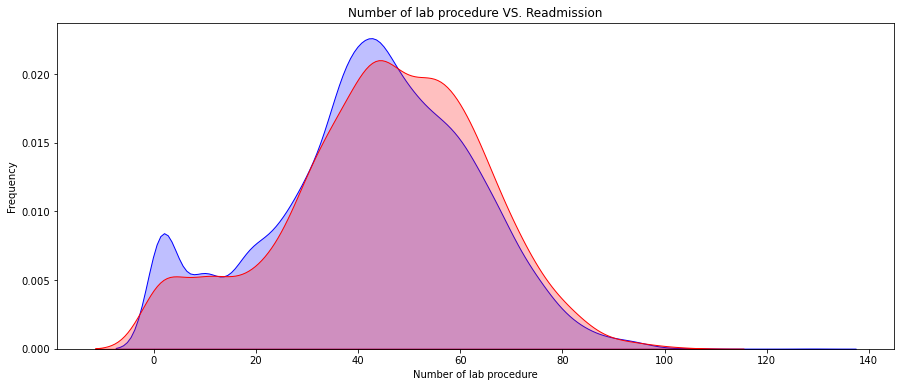 Number of lab procedure VS. Readmission
Frequency
0.020
0.015
0.010
0.005
0.000
0 20 40 60 80 100 120 140
Number of lab procedure